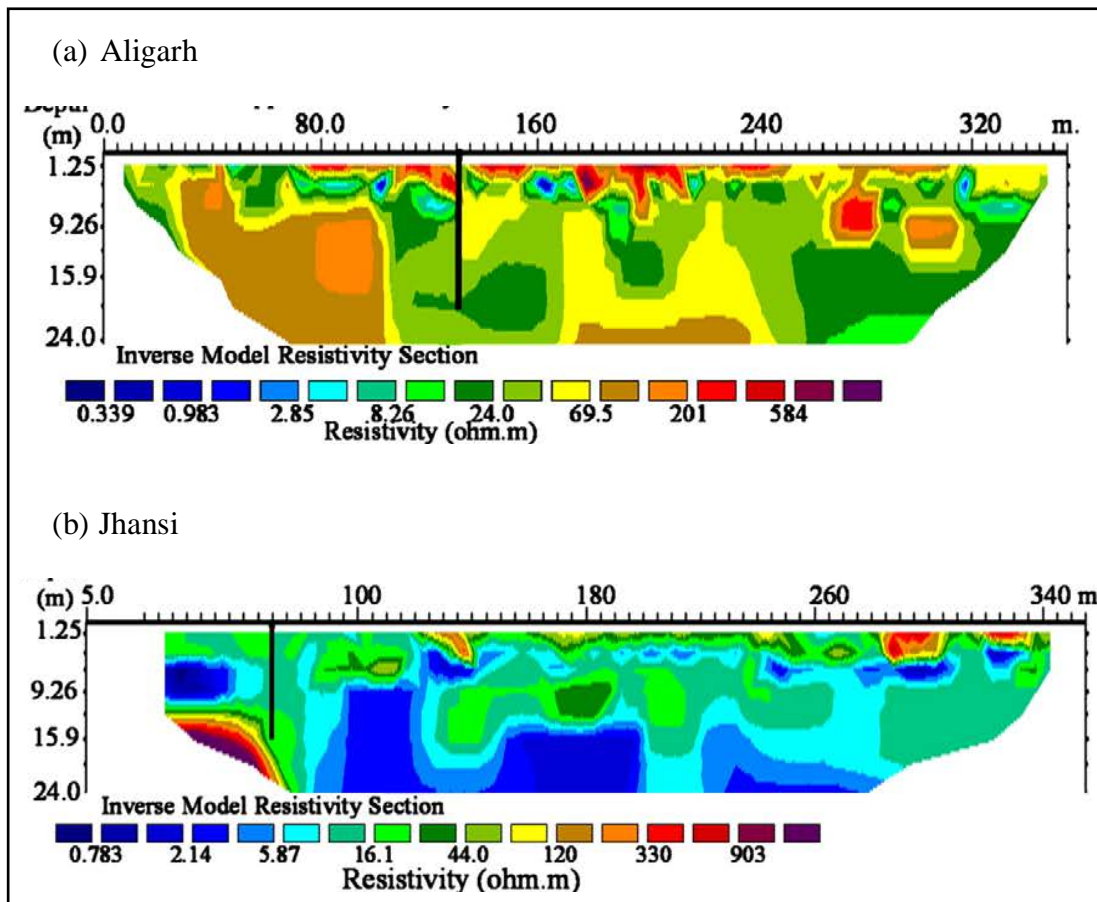 (a) Aligarh
(m) 0.0 80.0 160 240 320 m.
1.25
9.26
15.9
24.0
Inverse Model Resistivity Section
0.339 0.983 2.85 8.26 24.0 69.5 201 584
Resistivity (ohm.m)
(b) Jhansi
(m) 5.0 100 180 260 340 m
1.25
9.26
15.9
24.0
Inverse Model Resistivity Section
0.783 2.14 5.87 16.1 44.0 120 330 903
Resistivity (ohm.m)